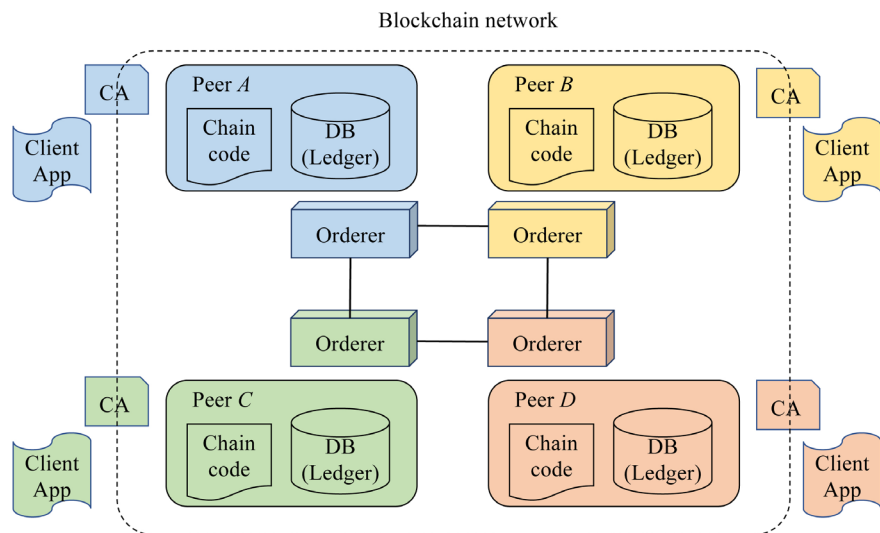 Blockchain network
CA
Peer A
Chain
code
DB
(Ledger)
Peer B
Chain
code
DB
(Ledger)
CA
Client
App
Client
App
Orderer
Orderer
Orderer
Orderer
CA
Peer C
Chain
code
DB
(Ledger)
Peer D
Chain
code
DB
(Ledger)
CA
Client
App
Client
App